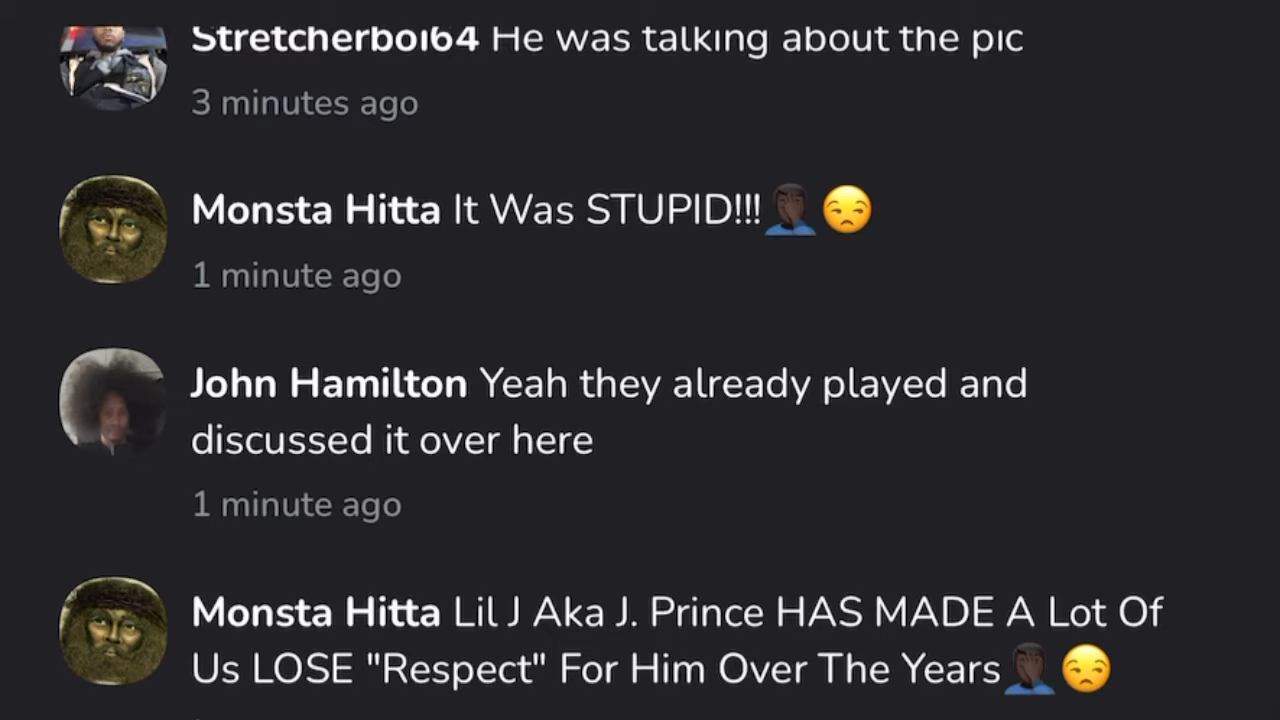 Stretcherboi64 He was talking about the pic
3 minutes ago
Monsta Hitta It Was STUPID!!!🤦🏿‍♂️😒
1 minute ago
John Hamilton Yeah they already played and
discussed it over here
1 minute ago
Monsta Hitta Lil J Aka J. Prince HAS MADE A Lot Of
Us LOSE "Respect" For Him Over The Years🤦🏿‍♂️😒